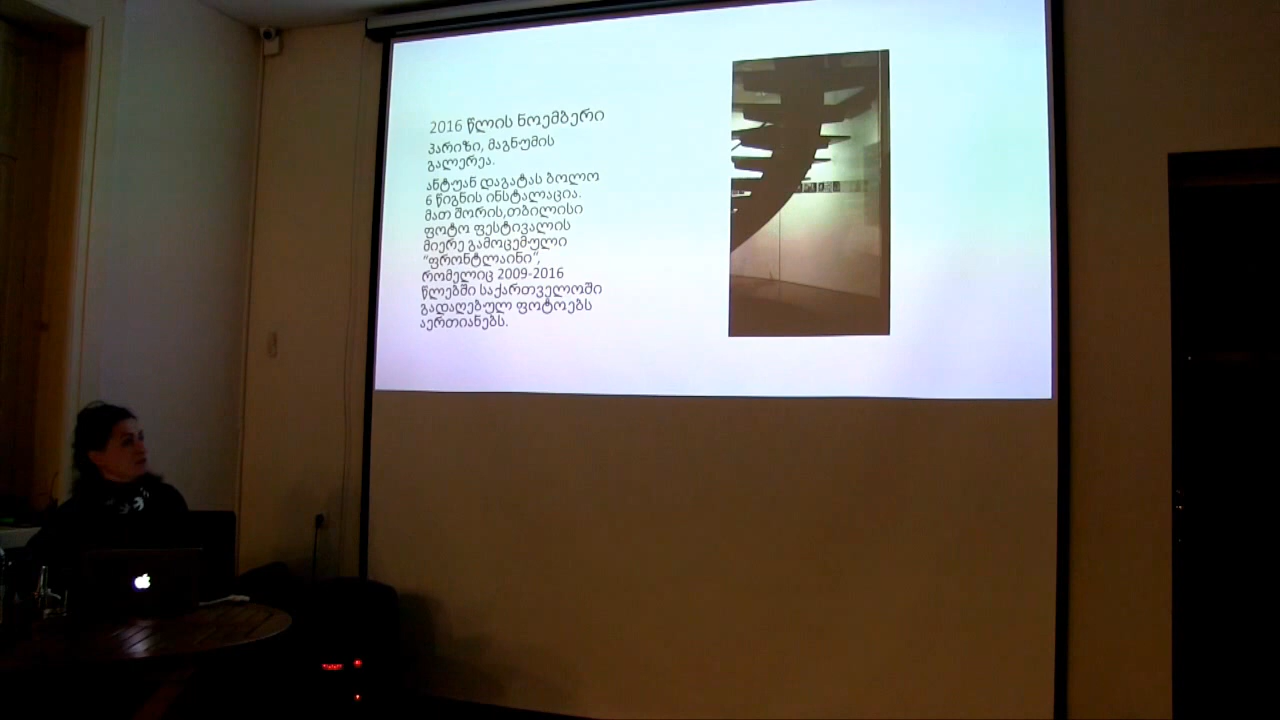 2016 წლის ნოემბერი
პარიზი, მაგნუმის
გალერეა.
ანტუან დაგატას ბოლო
6 წიგნის ინსტალაცია.
მათ შორის,თბილისი
ფოტო ფესტივალის
მიერე გამოცემული
“ფრონტლაინი”,
რომელიც 2009-2016
წლებში საქართველოში
გადაღებულ ფოტოებს
აერთიანებს.